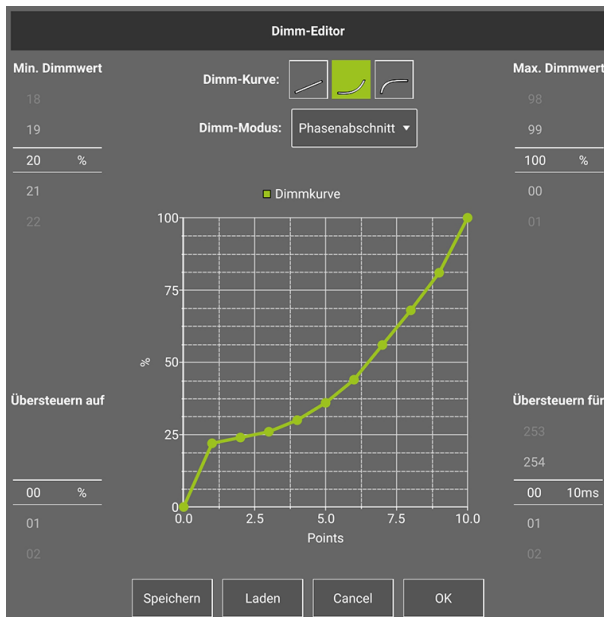 Dimm-Editor
Min. Dimmwert
18
19
20 %
21
22
Dimm-Kurve:
Dimm-Modus: Phasenabschnitt
Max. Dimmwert
98
99
100 %
00
01
Dimmkurve
100
75
50
25
0
%
0.0 2.5 5.0 7.5 10.0
Points
Übersteuern auf
00 %
01
02
Übersteuern für
253
254
00 10ms
01
02
Speichern Laden Cancel OK